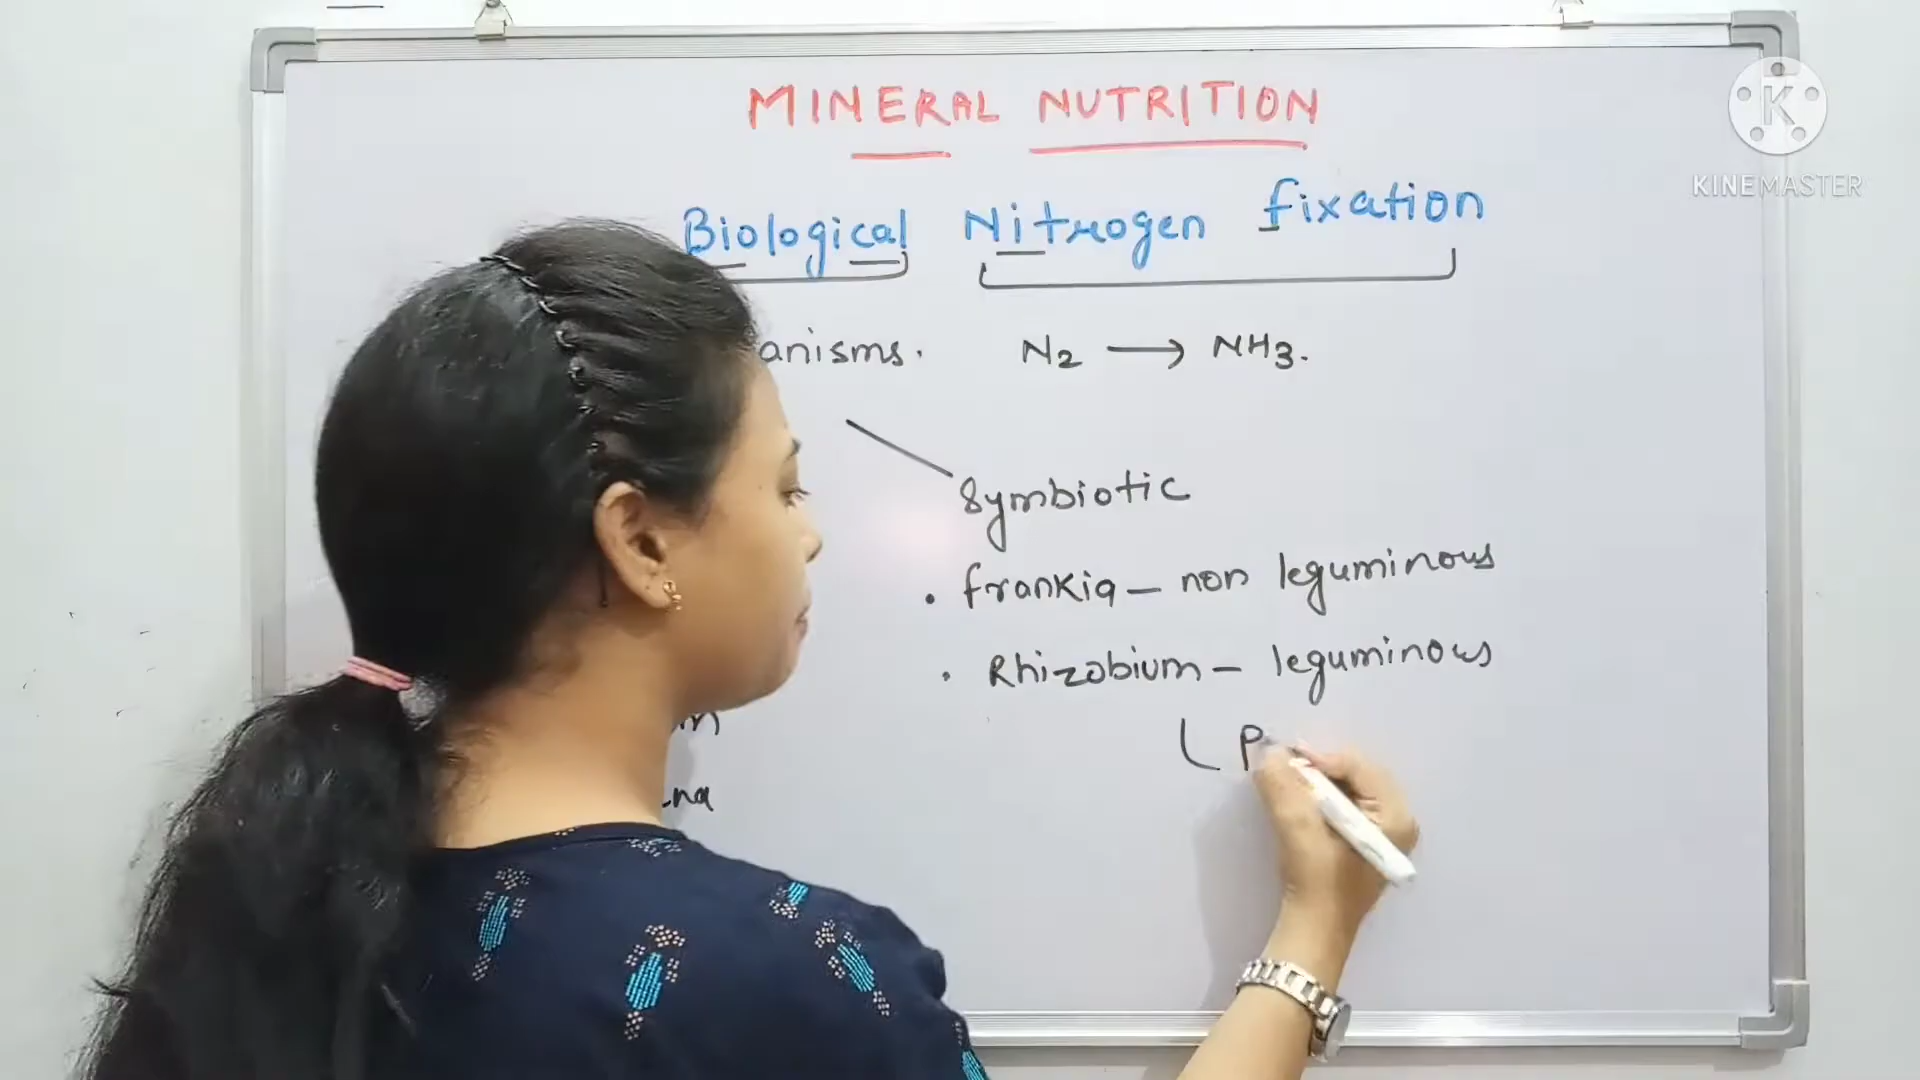 MINERAL NUTRITION
KINEMASTER
Biological Nitrogen fixation
anisms. N2 → NH3.
Symbiotic
• frankia – non leguminous
• Rhizobium – leguminous
P